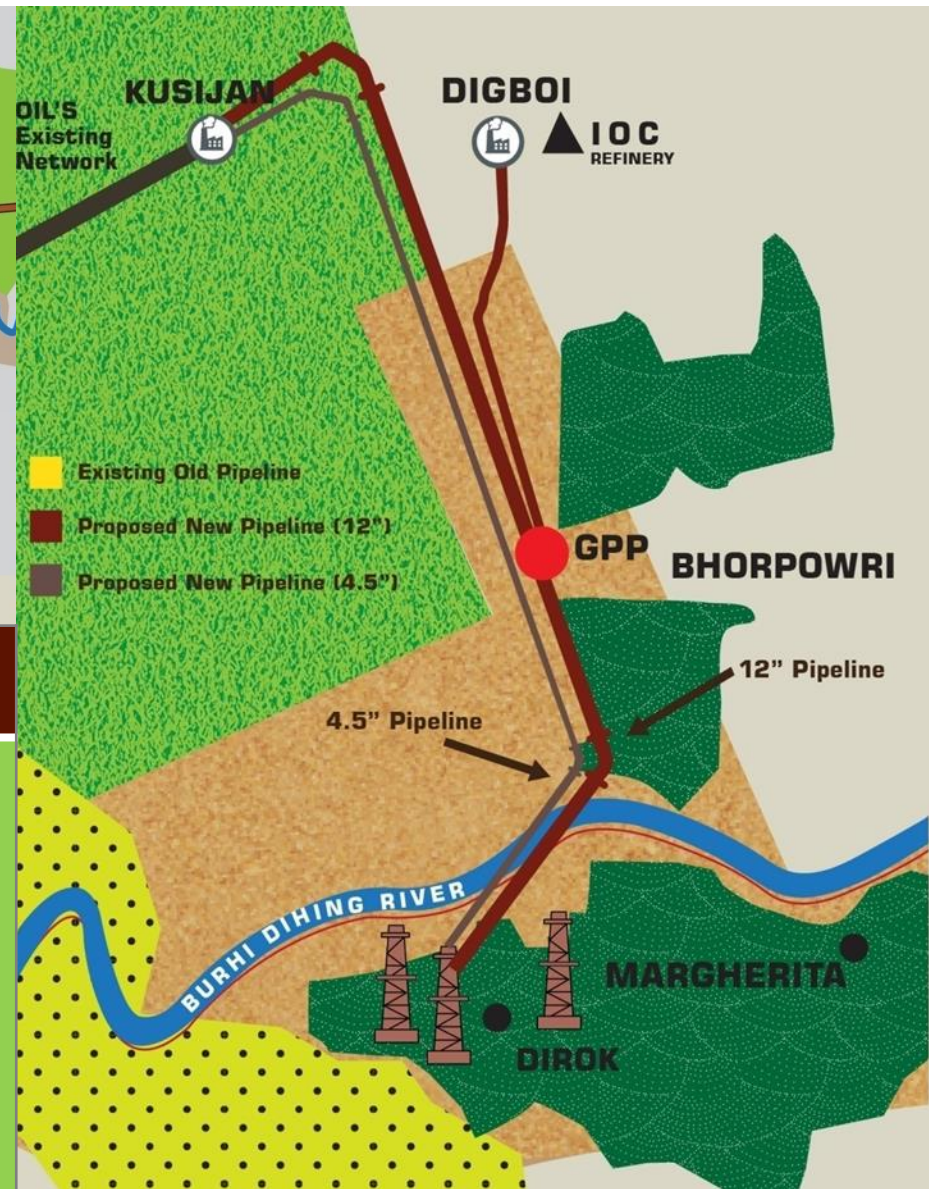 KUSIJAN
DIGBOI
OIL'S
Existing
Network
IOC
REFINERY
Existing Old Pipeline
Proposed New Pipeline (12")
Proposed New Pipeline (4.5")
GPP
BHORPOWRI
12” Pipeline
4.5” Pipeline
BURHI DIHING RIVER
MARGHERITA
DIROK